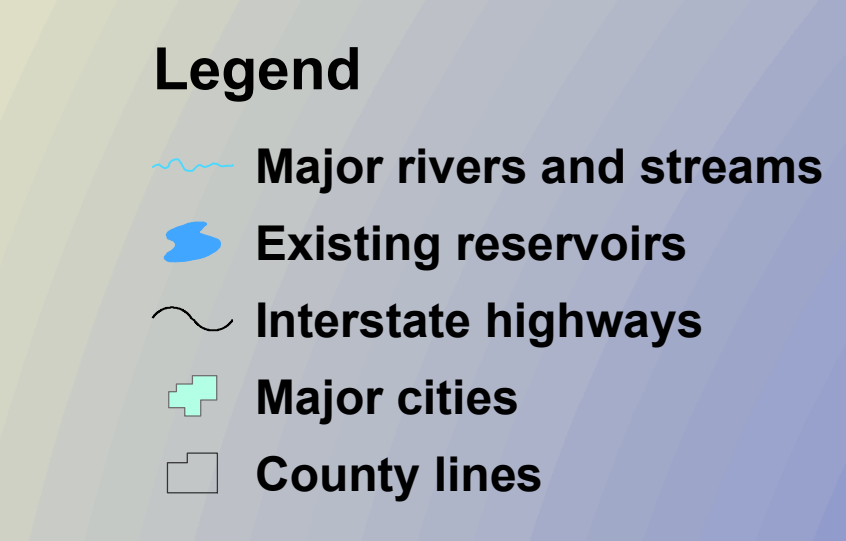 Legend
Major rivers and streams
Existing reservoirs
Interstate highways
Major cities
County lines